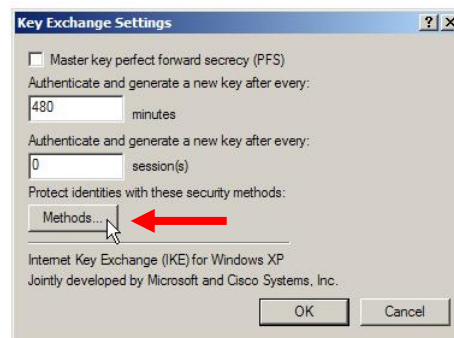 Key Exchange Settings
Master key perfect forward secrecy (PFS)
Authenticate and generate a new key after every:
480 minutes
Authenticate and generate a new key after every:
0 session(s)
Protect identities with these security methods:
Methods...
Internet Key Exchange (IKE) for Windows XP
Jointly developed by Microsoft and Cisco Systems, Inc.
OK Cancel